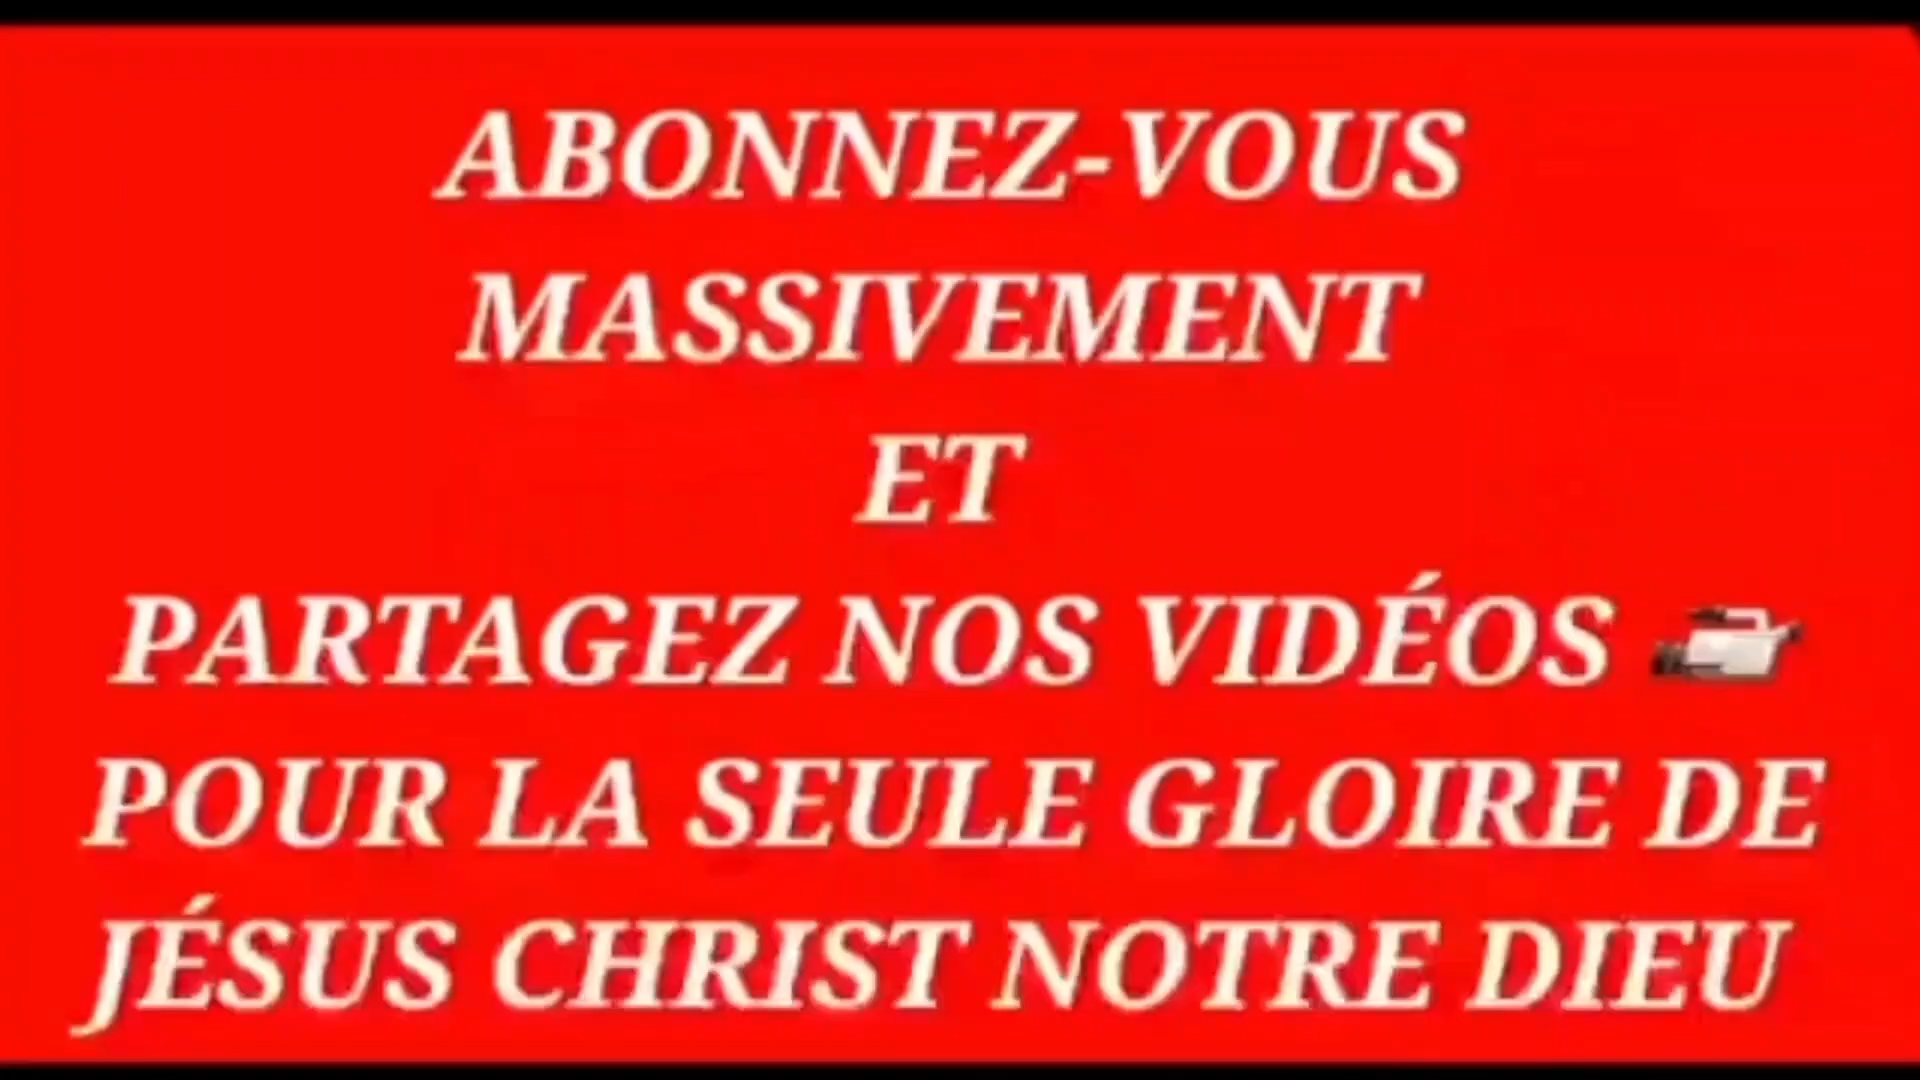 ABONNEZ-VOUS
MASSIVEMENT
ET
PARTAGEZ NOS VIDÉOS
POUR LA SEULE GLOIRE DE
JÉSUS CHRIST NOTRE DIEU